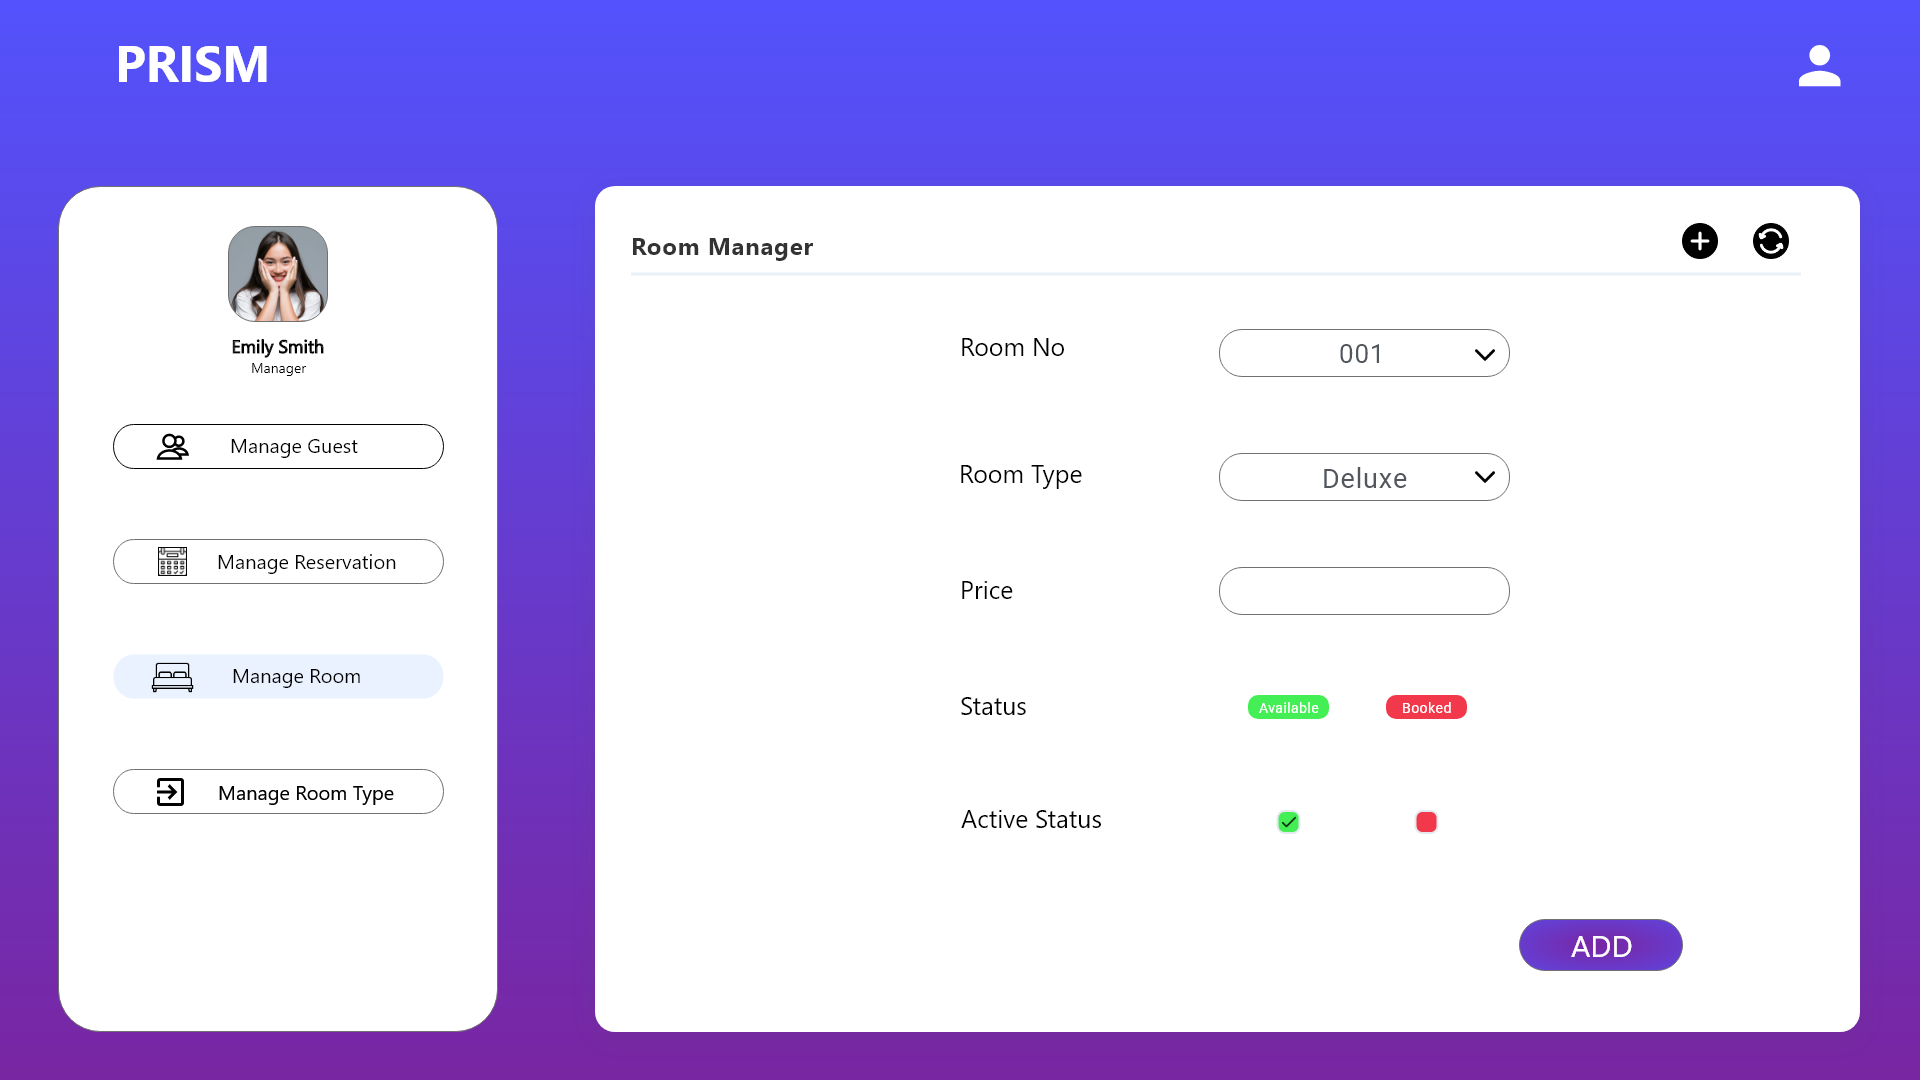 PRISM
Emily Smith
Manager
Manage Guest
Manage Reservation
Manage Room
Manage Room Type
Room Manager
Room No
001
Room Type
Deluxe
Price
Status
Available
Booked
Active Status
ADD